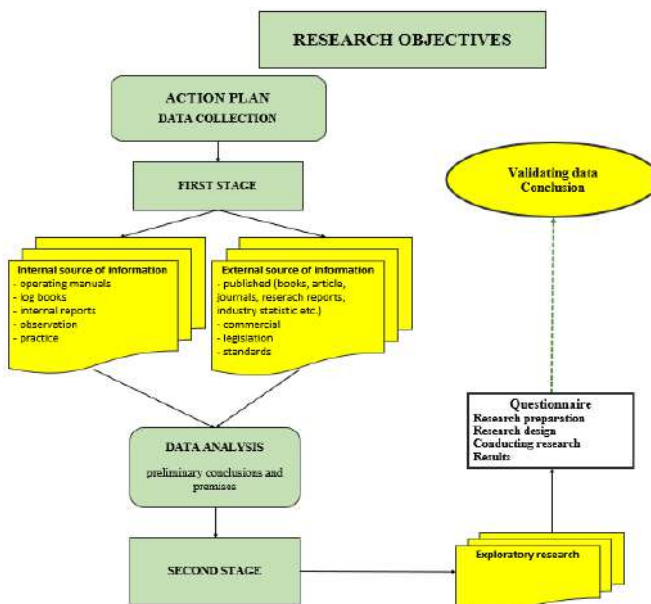 RESEARCH OBJECTIVES
ACTION PLAN
DATA COLLECTION
FIRST STAGE
Internal source of information
- operating manuals
- log books
- internal reports
- observation
- practice
External source of information
- published (books, article,
journals, reserach reports,
industry statistic etc.)
- commercial
- legislation
- standards
DATA ANALYSIS
preliminary conclusions and
premises
SECOND STAGE
Exploratory research
Questionnaire
Research preparation
Research design
Conducting research
Results
Validating data
Conclusion